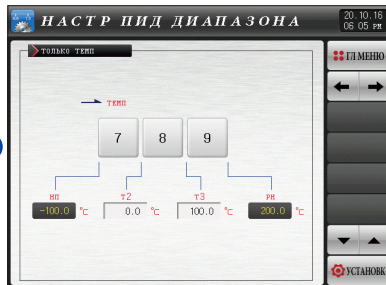 НАСТР ПИД ДИАПАЗОНА
20.10.16
06 05 PM
ТОЛЬКО ТЕМП
ГЛ МЕНЮ
ТЕМП
7 8 9
НП Т2 Т3 РН
-100.0 °C 0.0 °C 100.0 °C 200.0 °C
УСТАНОВК